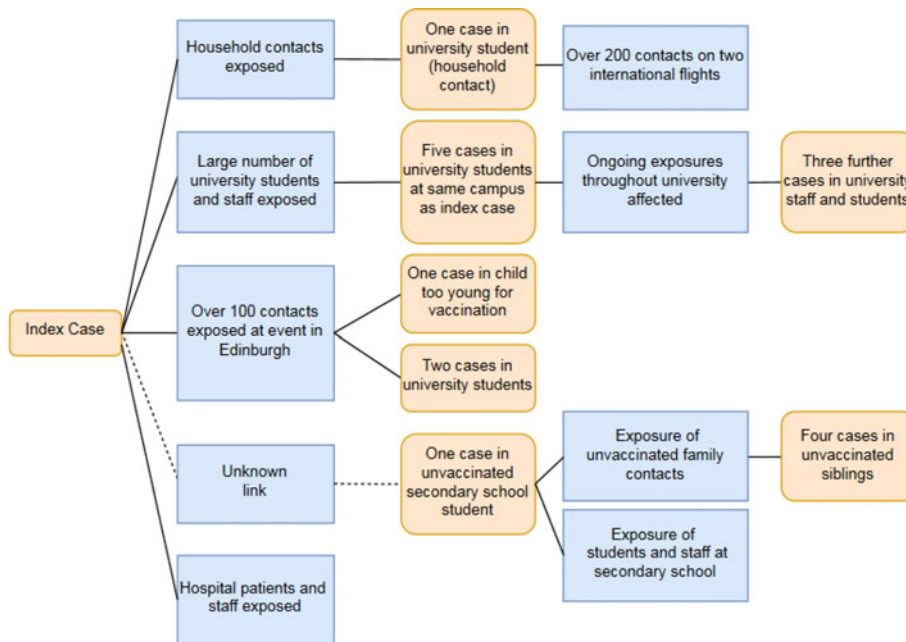 Household contacts
exposed
One case in
university student
(household
contact)
Over 200 contacts on two
international flights
Large number of
university students
and staff exposed
Five cases in
university students
at same campus
as index case
Ongoing exposures
throughout university
affected
Three further
cases in university
staff and students
Index Case
Over 100 contacts
exposed at event in
Edinburgh
One case in child
too young for
vaccination
Two cases in
university students
Unknown
link
One case in
unvaccinated
secondary school
student
Exposure of
unvaccinated family
contacts
Four cases in
unvaccinated
siblings
Exposure of
students and staff at
secondary school
Hospital patients and
staff exposed